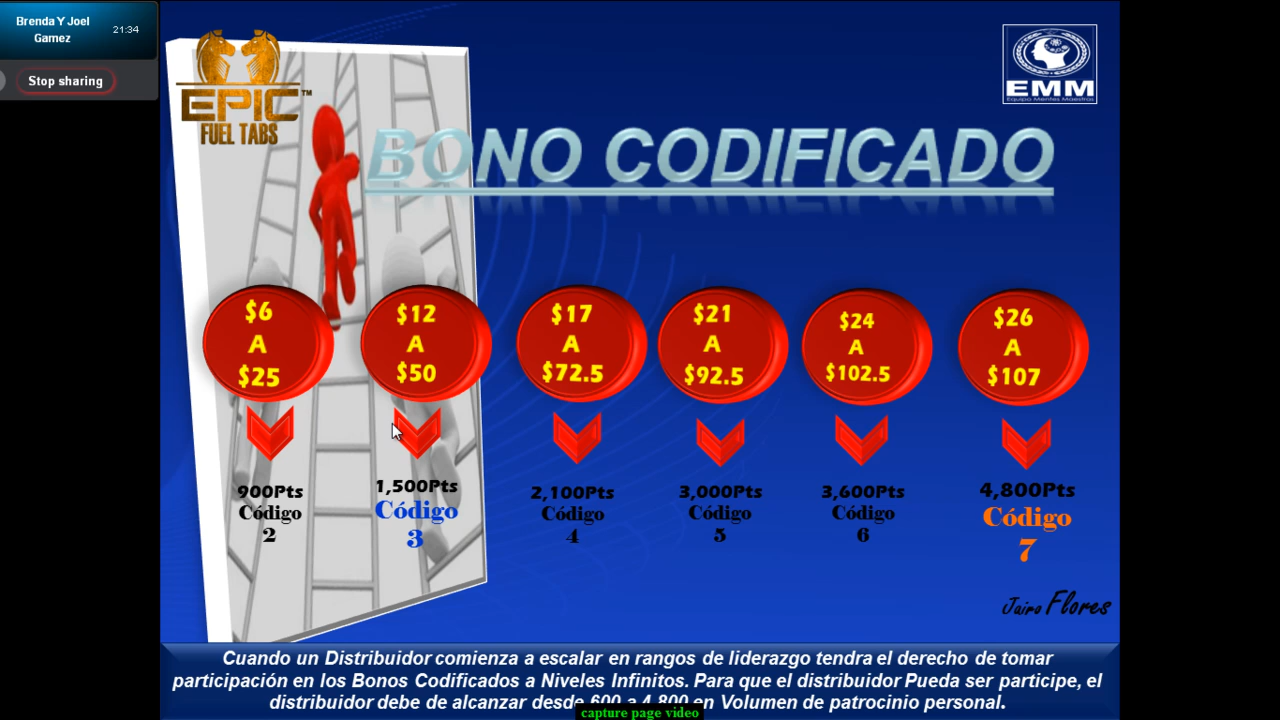 Brenda Y Joel
Gamez
21:34
Stop sharing
EPIC™
FUEL TABS
EMM
Equipo Mentes Maestras
BONO CODIFICADO
$6
A
$25
$12
A
$50
$17
A
$72.5
$21
A
$92.5
$24
A
$102.5
$26
A
$107
900Pts
Código
2
1,500Pts
Código
3
2,100Pts
Código
4
3,000Pts
Código
5
3,600Pts
Código
6
4,800Pts
Código
7
Jairo Flores
Cuando un Distribuidor comienza a escalar en rangos de liderazgo tendra el derecho de tomar
participación en los Bonos Codificados a Niveles Infinitos. Para que el distribuidor Pueda ser participe, el
distribuidor debe de alcanzar desde 600 a 4,800 en Volumen de patrocinio personal.
capture page video